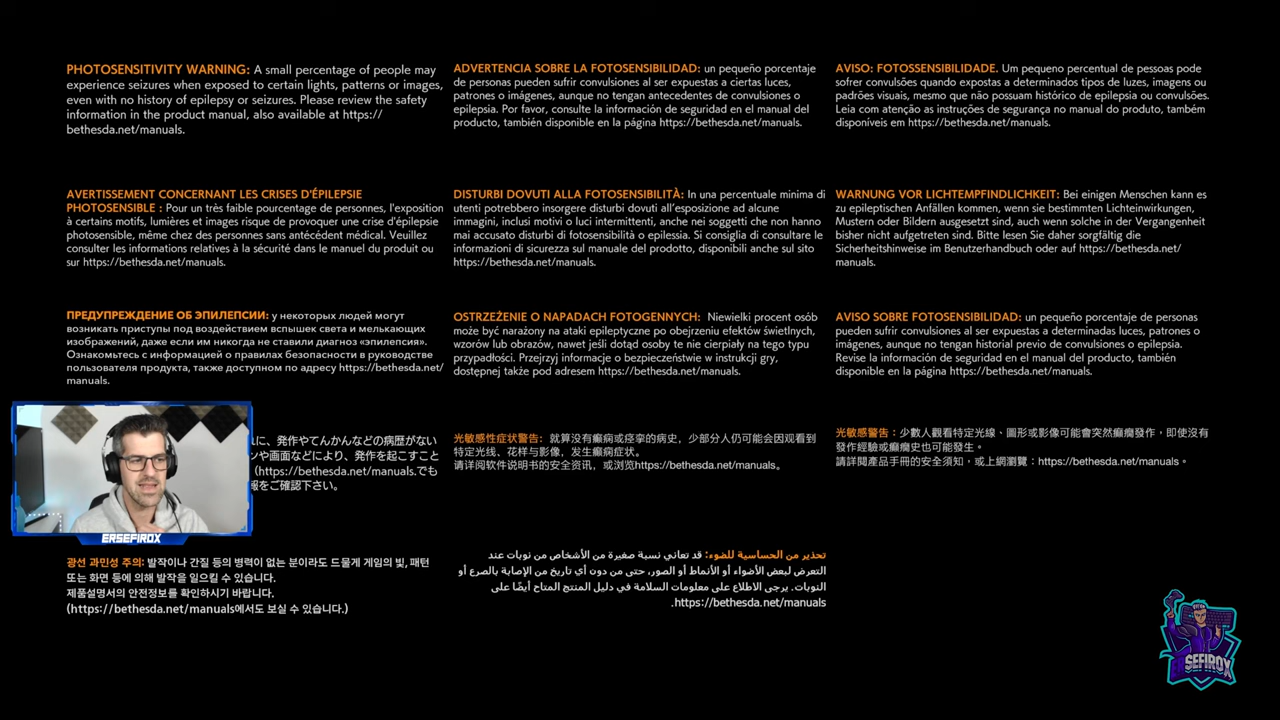 PHOTOSENSITIVITY WARNING: A small percentage of people may
experience seizures when exposed to certain lights, patterns or images,
even with no history of epilepsy or seizures. Please review the safety
information in the product manual, also available at https://
bethesda.net/manuals.
ADVERTENCIA SOBRE LA FOTOSENSIBILIDAD: un pequeño porcentaje
de personas pueden sufrir convulsiones al ser expuestas a ciertas luces,
patrones o imágenes, aunque no tengan antecedentes de convulsiones o
epilepsia. Por favor, consulte la información de seguridad en el manual del
producto, también disponible en la página https://bethesda.net/manuals.
AVISO: FOTOSSENSIBILIDADE. Um pequeno percentual de pessoas pode
sofrer convulsões quando expostas a determinados tipos de luzes, imagens ou
padrões visuais, mesmo que não possuam histórico de epilepsia ou convulsões.
Leia com atenção as instruções de segurança no manual do produto, também
disponíveis em https://bethesda.net/manuals.
AVERTISSEMENT CONCERNANT LES CRISES D'ÉPILEPSIE
PHOTOSENSIBLE : Pour un très faible pourcentage de personnes, l'exposition
à certains motifs, lumières et images risque de provoquer une crise d'épilepsie
photosensible, même chez des personnes sans antécédent médical. Veuillez
consulter les informations relatives à la sécurité dans le manuel du produit ou
sur https://bethesda.net/manuals.
DISTURBI DOVUTI ALLA FOTOSENSIBILITÀ: In una percentuale minima di
utenti potrebbero insorgere disturbi dovuti all'esposizione ad alcune
immagini, inclusi motivi o luci intermittenti, anche nei soggetti che non hanno
mai accusato disturbi di fotosensibilità o epilessia. Si consiglia di consultare le
informazioni di sicurezza sul manuale del prodotto, disponibili anche sul sito
https://bethesda.net/manuals.
WARNUNG VOR LICHTEMPFINDLICHKEIT: Bei einigen Menschen kann es
zu epileptischen Anfällen kommen, wenn sie bestimmten Lichteinwirkungen,
Mustern oder Bildern ausgesetzt sind, auch wenn solche in der Vergangenheit
bisher nicht aufgetreten sind. Bitte lesen Sie daher sorgfältig die
Sicherheitshinweise im Benutzerhandbuch oder auf https://bethesda.net/
manuals.
ПРЕДУПРЕЖДЕНИЕ ОБ ЭПИЛЕПСИИ: у некоторых людей могут
возникать приступы под воздействием вспышек света и мелькающих
изображений, даже если им никогда не ставили диагноз «эпилепсия».
Ознакомьтесь с информацией о правилах безопасности в руководстве
пользователя продукта, также доступном по адресу https://bethesda.net/
manuals.
OSTRZEŻENIE O NAPADACH FOTOGENNYCH: Niewielki procent osób
może być narażony na ataki epileptyczne po obejrzeniu efektów świetlnych,
wzorów lub obrazów, nawet jeśli dotąd osoby te nie cierpiały na tego typu
przypadłości. Przejrzyj informacje o bezpieczeństwie w instrukcji gry,
dostępnej także pod adresem https://bethesda.net/manuals.
AVISO SOBRE FOTOSENSIBILIDAD: un pequeño porcentaje de personas
pueden sufrir convulsiones al ser expuestas a determinadas luces, patrones o
imágenes, aunque no tengan historial previo de convulsiones o epilepsia.
Revise la información de seguridad en el manual del producto, también
disponible en la página https://bethesda.net/manuals.
に、発作やてんかんなどの病歴がない
や画面などにより、発作を起こすこと
(https://bethesda.net/manuals.でも
をご確認下さい。
光敏感性症状警告：就算没有癫痫或痉挛的病史，少部分人仍可能会因观看到
特定光线、花样与影像，发生癫痫症状。
请详阅软件说明书的安全资讯，或浏览https://bethesda.net/manuals。
光敏感警告：少數人觀看特定光線、圖形或影像可能會突然癲癇發作，即使沒有
發作經驗或癲癇史也可能發生。
請詳閱產品手冊的安全須知，或上網瀏覽：https://bethesda.net/manuals。
ERSEFIROX
광선 과민성 주의: 발작이나 간질 등의 병력이 없는 분이라도 드물게 게임의 빛, 패턴
또는 화면 등에 의해 발작을 일으킬 수 있습니다.
제품설명서의 안전정보를 확인하시기 바랍니다.
(https://bethesda.net/manuals에서도 보실 수 있습니다.)
تحذير من الحساسية للضوء: قد تعاني نسبة صغيرة من الأشخاص من نوبات عند
التعرض لبعض الأضواء أو الأنماط أو الصور، حتى من دون أي تاريخ من الإصابة بالصرع أو
النوبات. يرجى الاطلاع على معلومات السلامة في دليل المنتج المتاح أيضًا على
https://bethesda.net/manuals.
SEFIROX